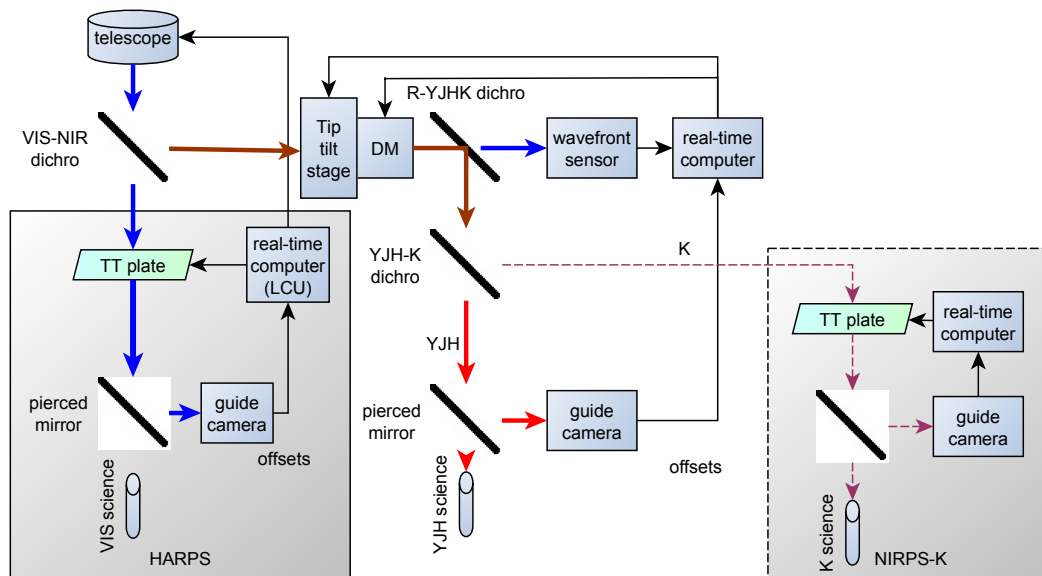 telescope
VIS-NIR
dichro
Tip
tilt
stage
DM
R-YJHK dichro
wavefront
sensor
real-time
computer
TT plate
real-time
computer
(LCU)
pierced
mirror
guide
camera
offsets
VIS science
HARPS
YJH-K
dichro
YJH
pierced
mirror
guide
camera
offsets
YJH science
K
TT plate
real-time
computer
guide
camera
K science
NIRPS-K